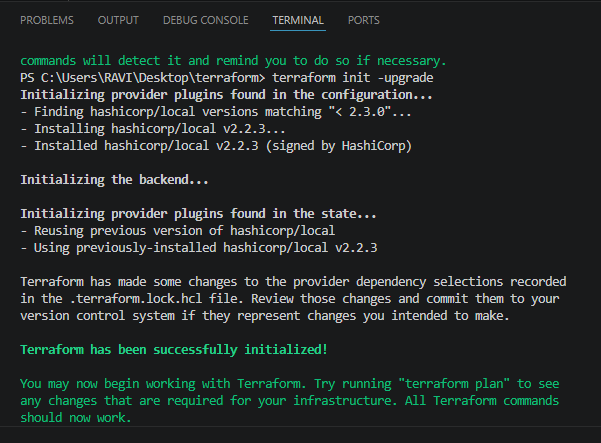 PROBLEMS OUTPUT DEBUG CONSOLE TERMINAL PORTS
commands will detect it and remind you to do so if necessary.
PS C:\Users\RAVI\Desktop\terraform> terraform init -upgrade
Initializing provider plugins found in the configuration...
- Finding hashicorp/local versions matching "< 2.3.0"...
- Installing hashicorp/local v2.2.3...
- Installed hashicorp/local v2.2.3 (signed by HashiCorp)
Initializing the backend...
Initializing provider plugins found in the state...
- Reusing previous version of hashicorp/local
- Using previously-installed hashicorp/local v2.2.3
Terraform has made some changes to the provider dependency selections recorded
in the .terraform.lock.hcl file. Review those changes and commit them to your
version control system if they represent changes you intended to make.
Terraform has been successfully initialized!
You may now begin working with Terraform. Try running "terraform plan" to see
any changes that are required for your infrastructure. All Terraform commands
should now work.